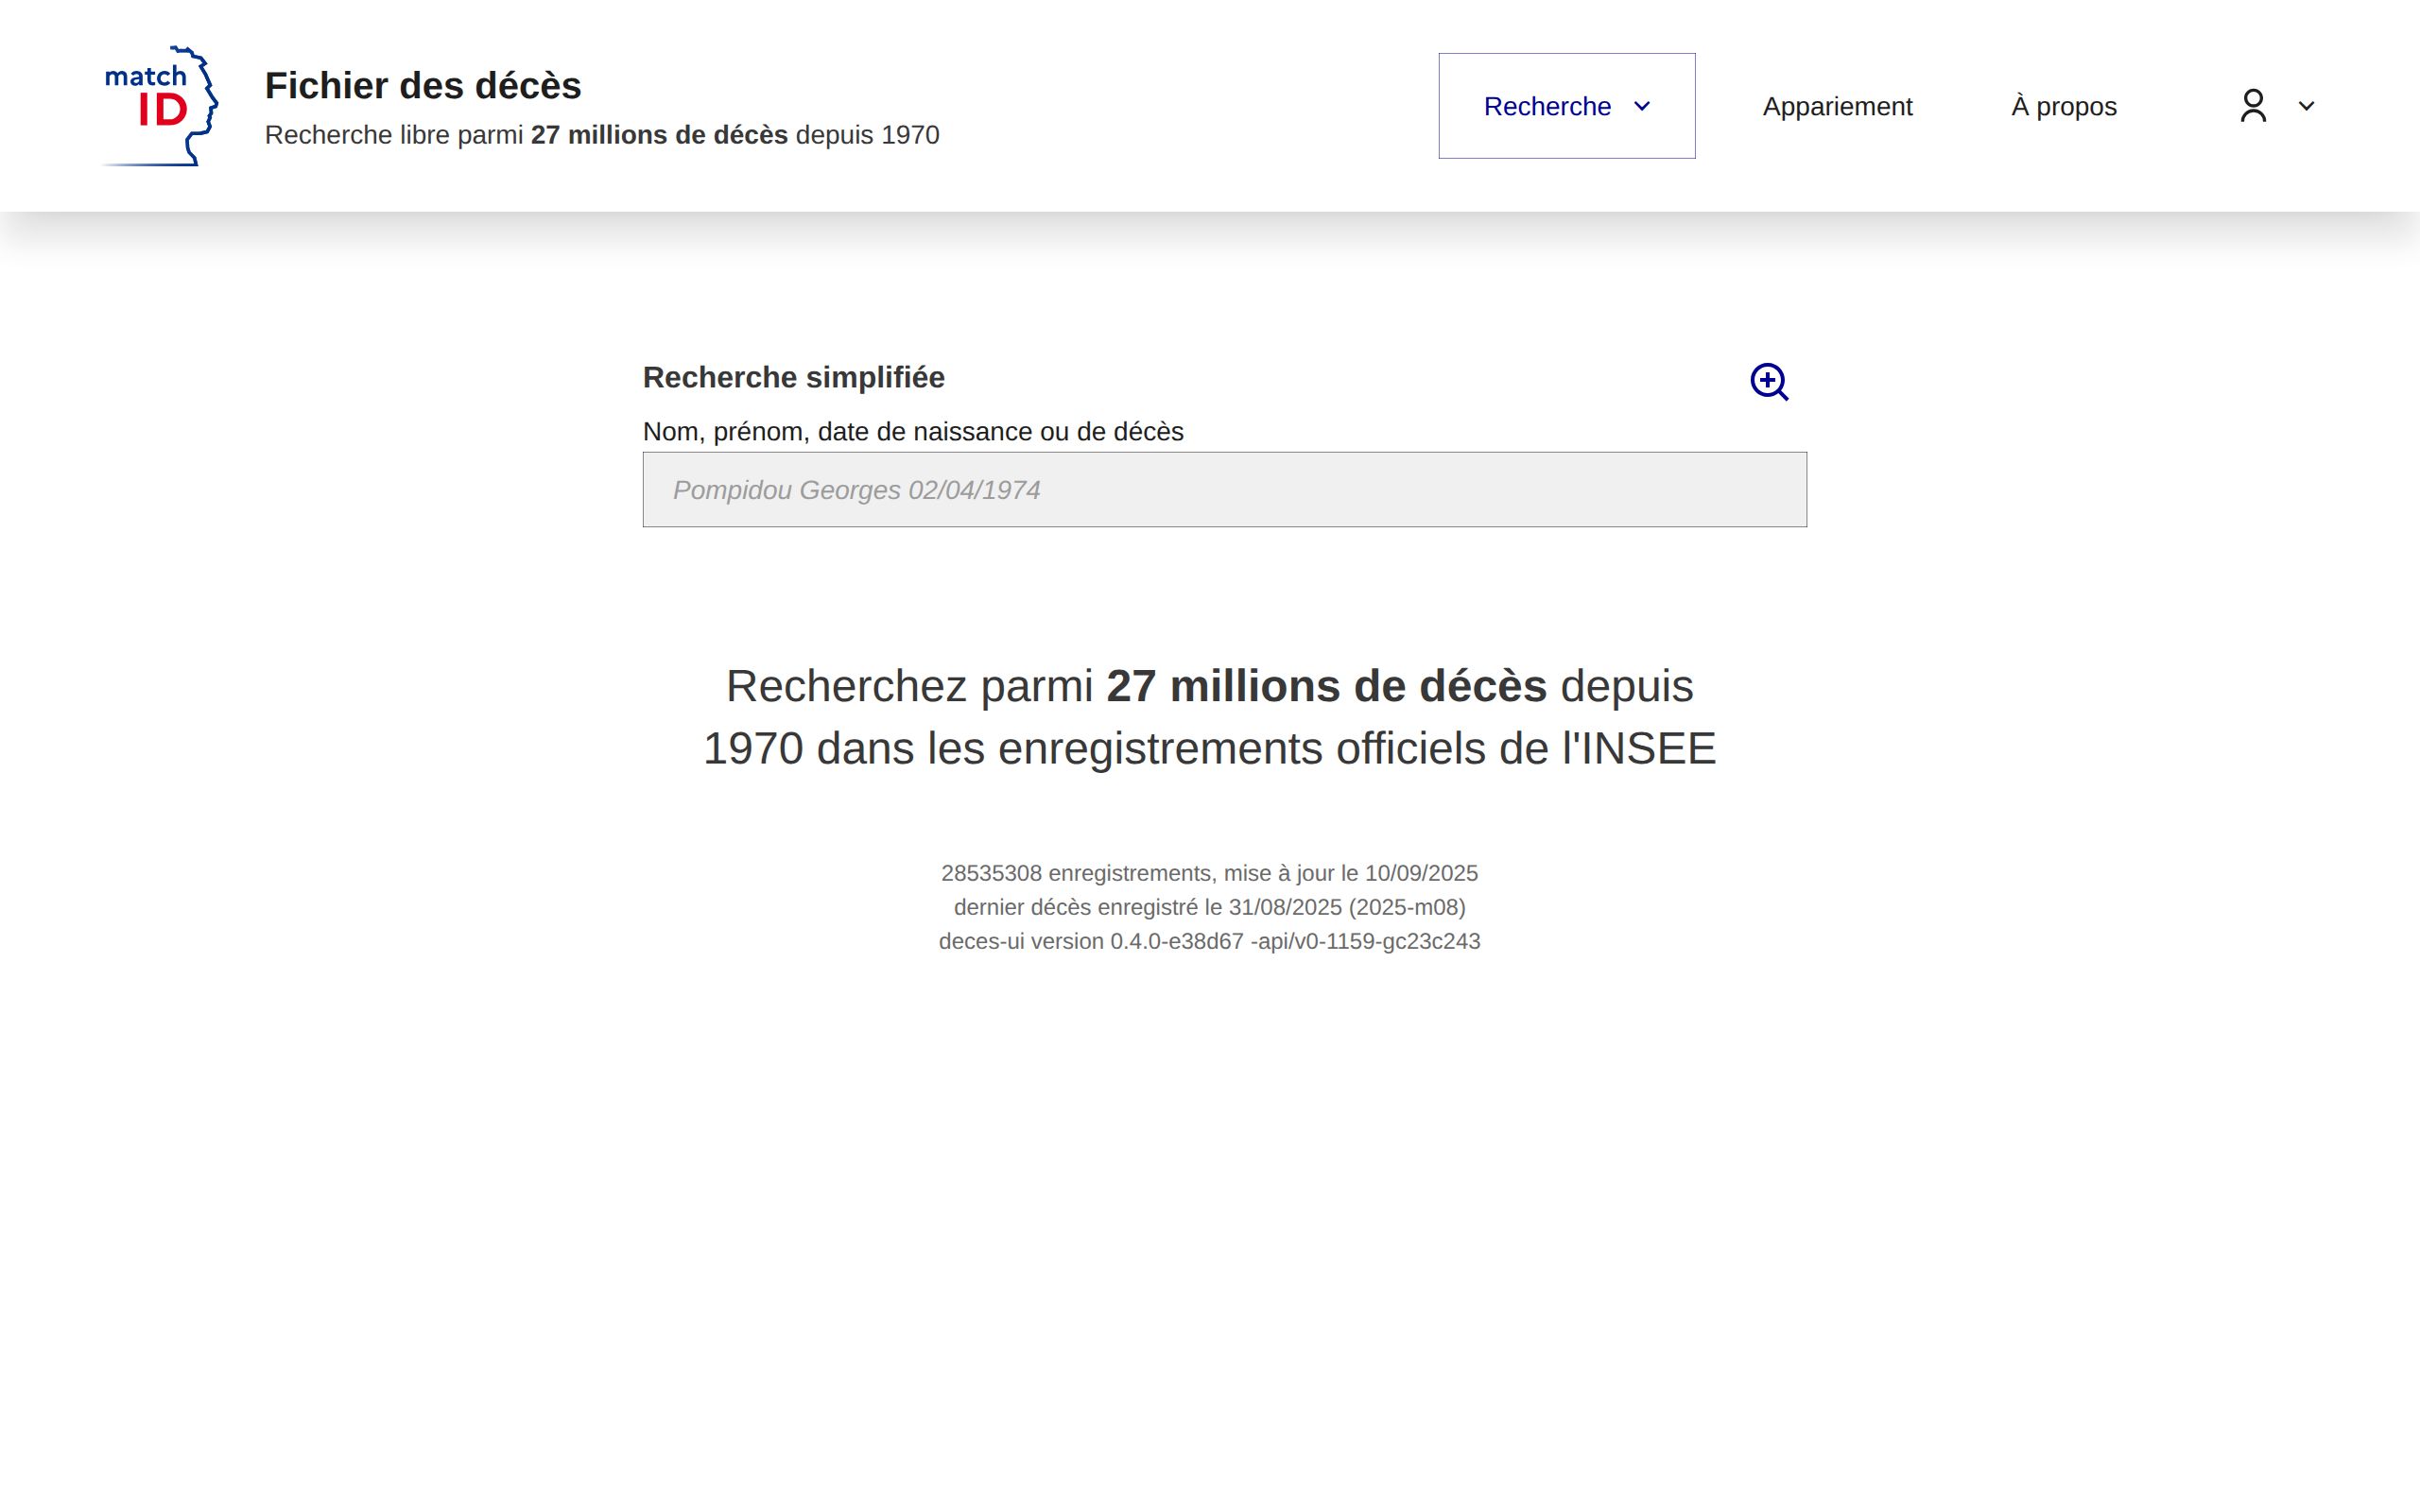 match
ID
Fichier des décès
Recherche libre parmi 27 millions de décès depuis 1970
Recherche
Appariement
À propos
Recherche simplifiée
Nom, prénom, date de naissance ou de décès
Pompidou Georges 02/04/1974
Recherchez parmi 27 millions de décès depuis
1970 dans les enregistrements officiels de l'INSEE
28535308 enregistrements, mise à jour le 10/09/2025
dernier décès enregistré le 31/08/2025 (2025-m08)
deces-ui version 0.4.0-e38d67 -api/v0-1159-gc23c243